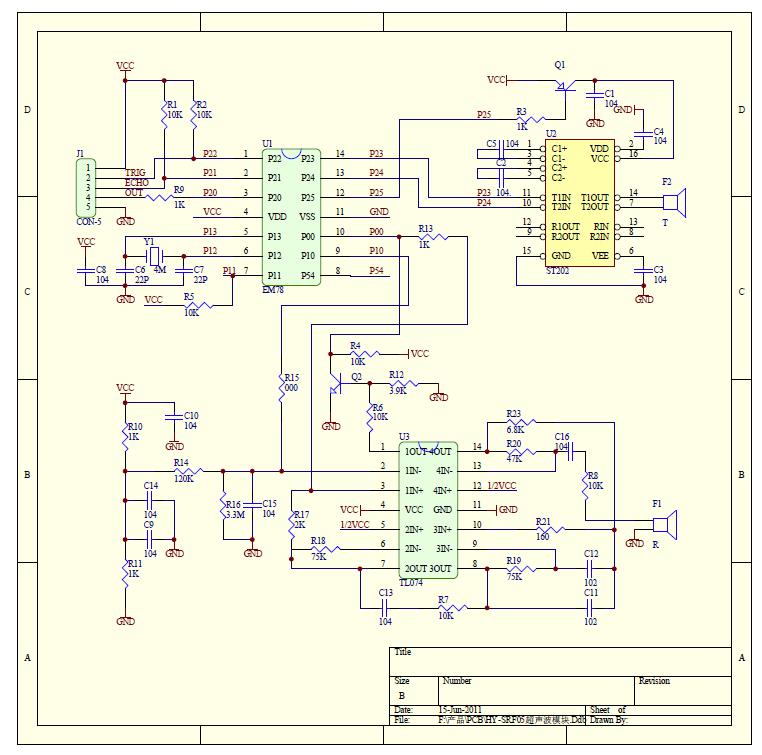 D
C
B
A
D
C
B
A
VCC
R1
10K
R2
10K
J1
1
2
3
4
5
TRIG
ECHO
OUT
CON-5
GND
R9
1K
P22
P21
P20
VCC
P13
P12
P11
1
2
3
4
5
6
7
U1
P22
P21
P20
VDD
P13
P12
P11
P23
P24
P25
VSS
P00
P10
P54
EM78
14
13
12
11
10
9
8
P23
P24
P25
GND
P00
P10
P54
VCC
C8
104
C6
22P
Y1
4M
C7
22P
GND
VCC
R5
10K
R13
1K
Q1
VCC
P25
R3
1K
C1
104
GND
GND
C4
104
U2
C5
104
C2
104.
1
3
4
5
11
10
12
9
15
P23
P24
C1+
C1-
C2+
C2-
T1IN
T2IN
R1OUT
R2OUT
GND
VDD
VCC
T1OUT
T2OUT
RIN
R2IN
VEE
ST202
2
16
14
7
13
8
6
F2
T
C3
104
GND
R15
000
R4
10K
VCC
Q2
R12
3.9K
GND
GND
R6
10K
VCC
R10
1K
C10
104
GND
R14
120K
C14
104
C9
104
GND
R16
3.3M
C15
104
GND
R11
1K
GND
R17
2K
R18
75K
VCC
1/2VCC
U3
1
2
3
4
5
6
7
1OUT
4OUT
1IN-
4IN-
1IN+
4IN+
VCC
GND
2IN+
3IN+
2IN-
3IN-
2OUT
3OUT
TL074
14
13
12
11
10
9
8
1/2VCC
GND
R23
6.8K
R20
47K
C16
104
R8
10K
R21
160
F1
R
GND
R19
75K
C12
102
C11
102
C13
104
R7
10K
Title
Size
B
Number
Revision
Date:
15-Jun-2011
Sheet of
File:
F:\产品\PCB\HY-SRF05超声波模块.Ddb
Drawn By: